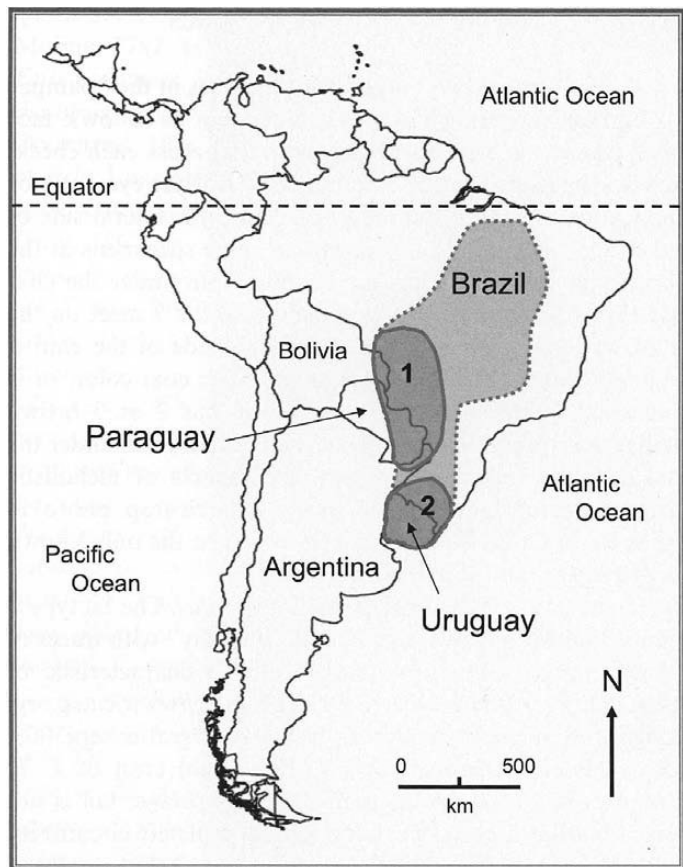 Atlantic Ocean
Equator
Brazil
Bolivia
1
Paraguay
2
Atlantic
Ocean
Pacific
Ocean
Argentina
Uruguay
N
0 500
km